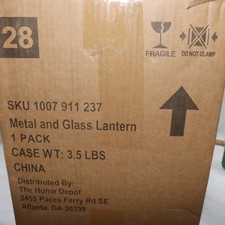 28
FRAGILE
DO NOT CLAMP
SKU 1007 911 237
Metal and Glass Lantern
1 PACK
CASE WT: 3.5 LBS
CHINA
Distributed By:
The Home Depot
2455 Paces Ferry Rd SE
Atlanta, GA 30339